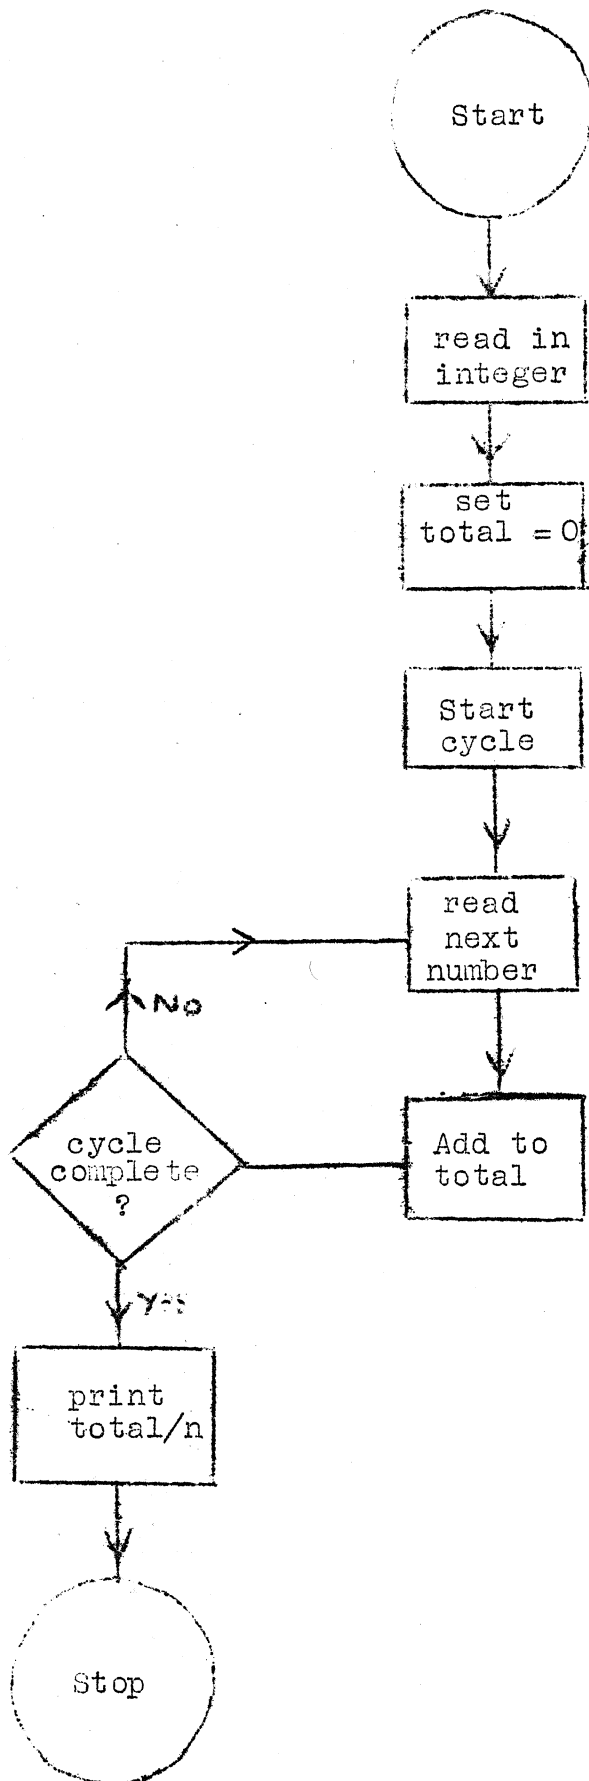 Start
read in
integer
set
total = 0
Start
cycle
read
next
number
No
cycle
complete
?
Add to
total
Yes
print
total/n
Stop